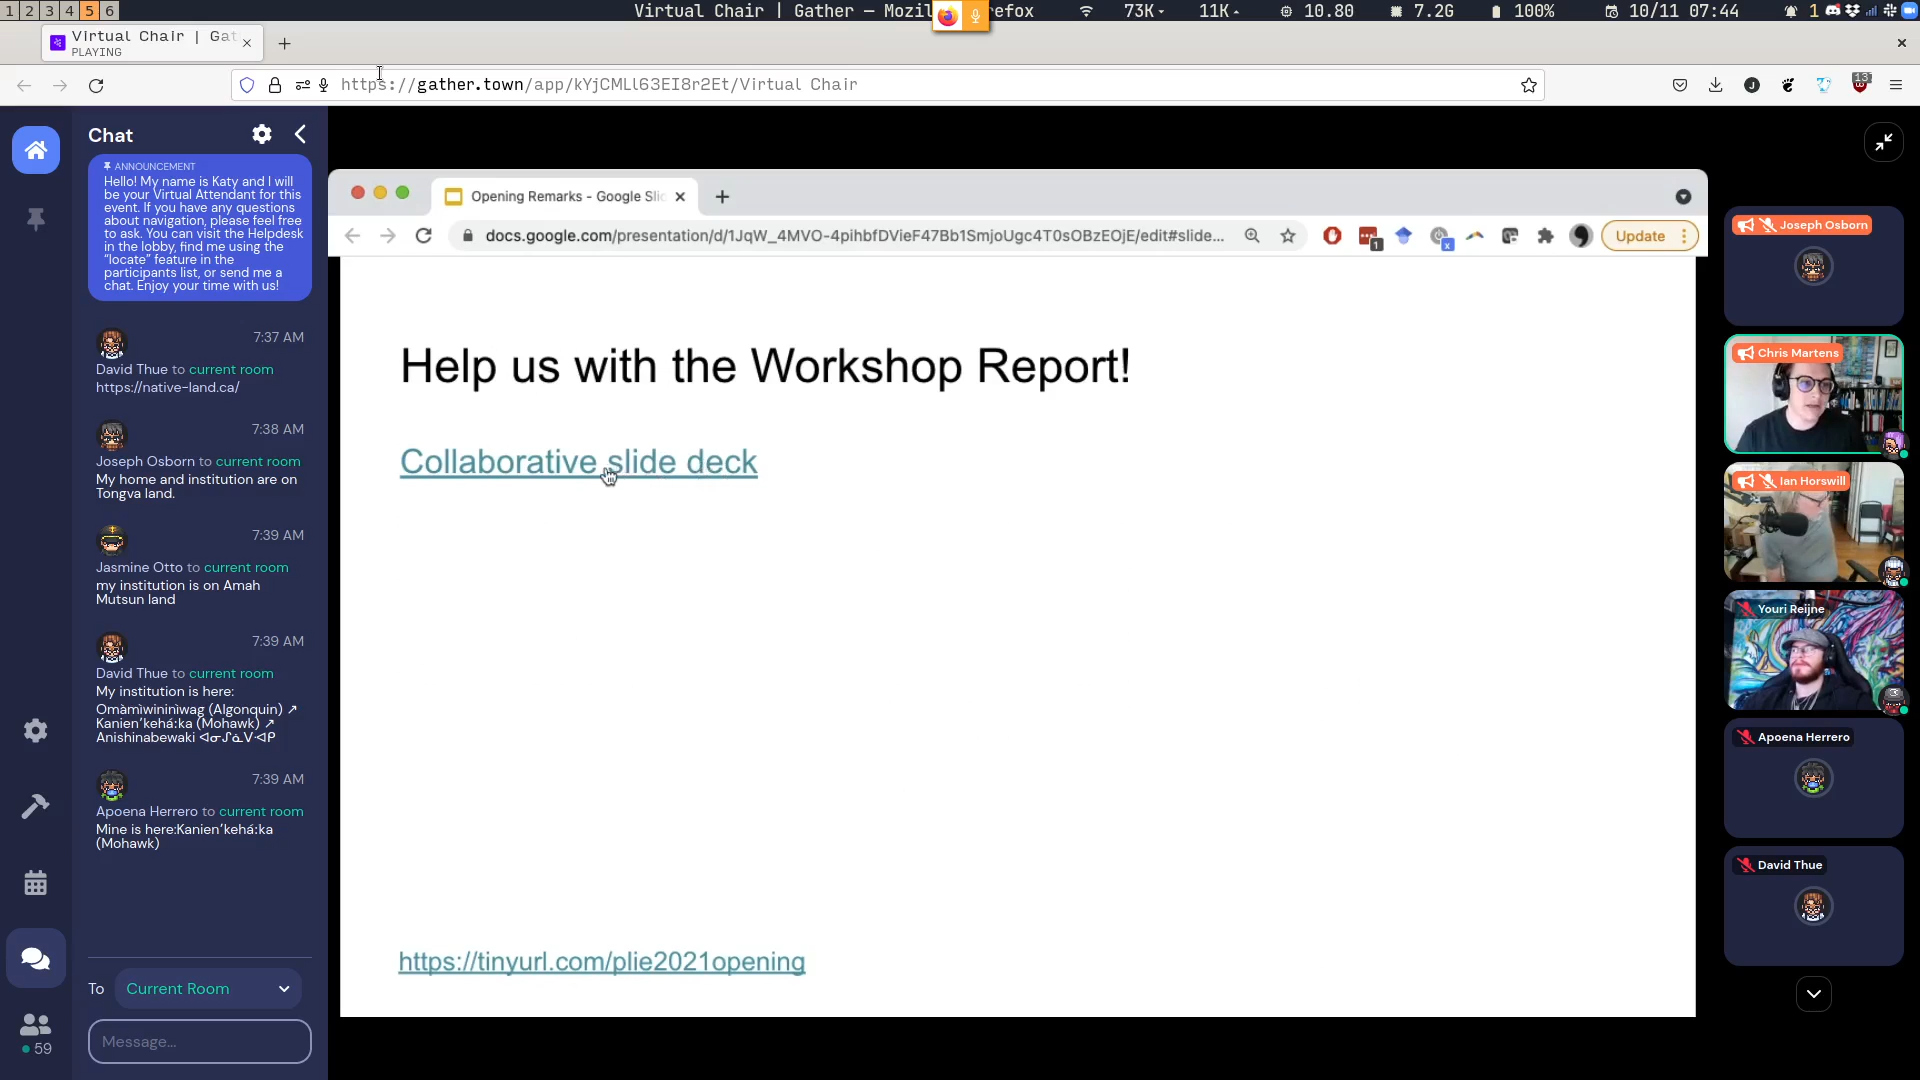 1 2 3 4 5 6
Virtual Chair | Gather — Mozil refox
73K 11K 10.80 7.2G 100% 10/11 07:44 1
Virtual Chair | Gat
PLAYING
https://gather.town/app/kYjCMLl63EI8r2Et/Virtual Chair
13
Chat
ANNOUNCEMENT
Hello! My name is Katy and I will
be your Virtual Attendant for this
event. If you have any questions
about navigation, please feel free
to ask. You can visit the Helpdesk
in the lobby, find me using the
“locate” feature in the
participants list, or send me a
chat. Enjoy your time with us!
7:37 AM
David Thue to current room
https://native-land.ca/
7:38 AM
Joseph Osborn to current room
My home and institution are on
Tongva land.
7:39 AM
Jasmine Otto to current room
my institution is on Amah
Mutsun land
7:39 AM
David Thue to current room
My institution is here:
Omàmìwininìwag (Algonquin) ↗
Kanien’kehá:ka (Mohawk) ↗
Anishinabewaki ᐊᓂᔑᓈᐯᐗᑭ
7:39 AM
Apoena Herrero to current room
Mine is here:Kanien’kehá:ka
(Mohawk)
To Current Room
Message...
59
Opening Remarks - Google Slid
docs.google.com/presentation/d/1JqW_4MVO-4pihbfDVieF47Bb1SmjoUgc4T0sOBzEOjE/edit#slide...
1
x
Update
Help us with the Workshop Report!
Collaborative slide deck
https://tinyurl.com/plie2021opening
Joseph Osborn
Chris Martens
Ian Horswill
Youri Reijne
Apoena Herrero
David Thue